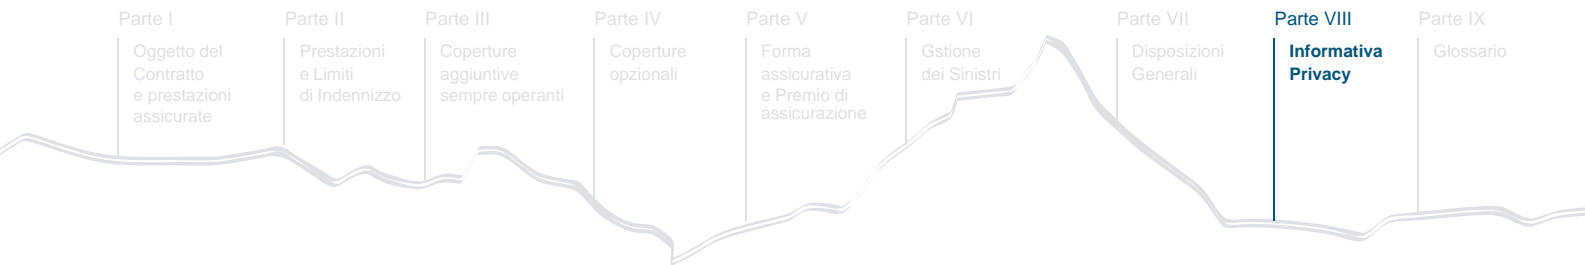 Parte I
Oggetto del
Contratto
e prestazioni
assicurate
Parte II
Prestazioni
e Limiti
di Indennizzo
Parte III
Coperture
aggiuntive
sempre operanti
Parte IV
Coperture
opzionali
Parte V
Forma
assicurativa
e Premio di
assicurazione
Parte VI
Gstione
dei Sinistri
Parte VII
Disposizioni
Generali
Parte VIII
Informativa
Privacy
Parte IX
Glossario